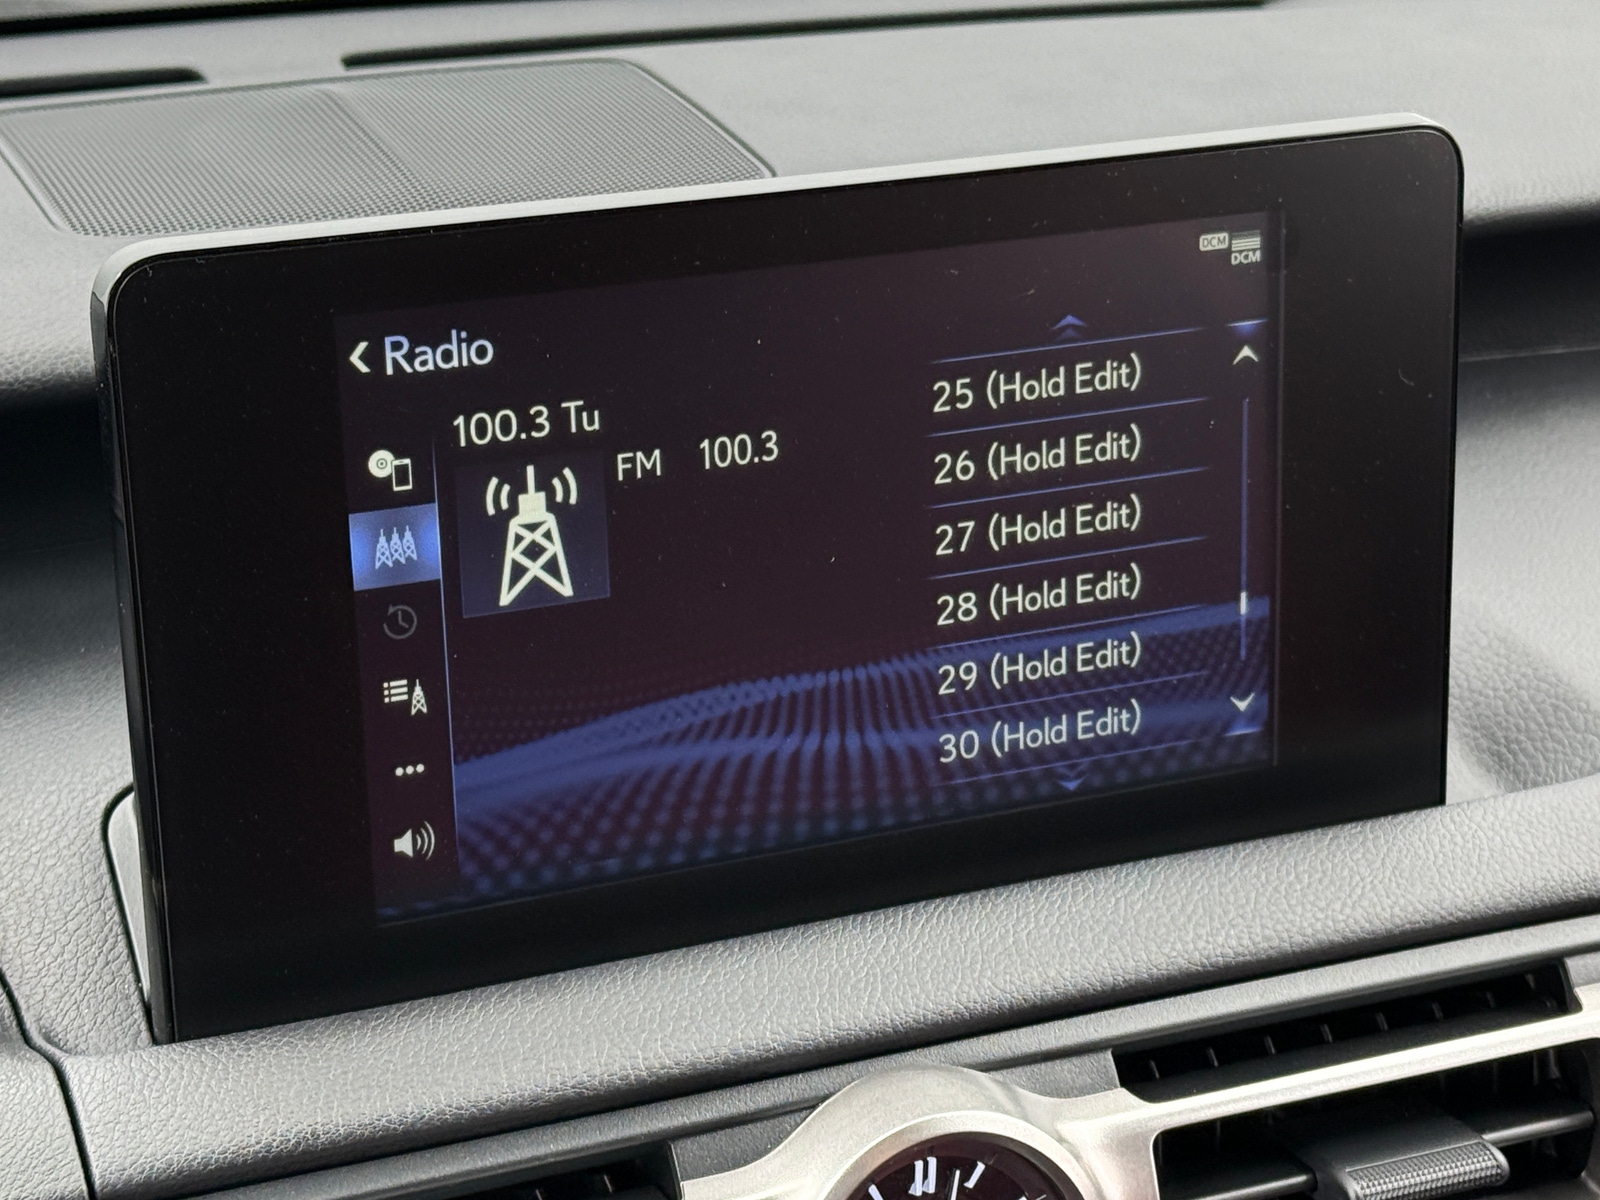 DCM
DCM
Radio
100.3 Tu
FM 100.3
25 (Hold Edit)
26 (Hold Edit)
27 (Hold Edit)
28 (Hold Edit)
29 (Hold Edit)
30 (Hold Edit)